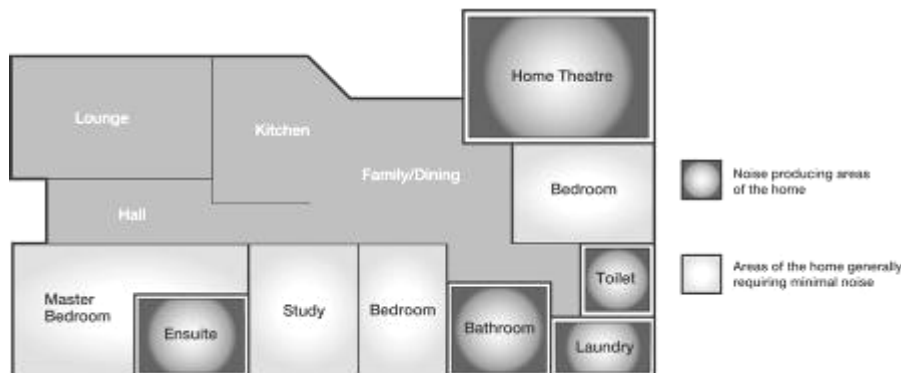 Home Theatre
Lounge
Kitchen
Family/Dining
Bedroom
Hall
Toilet
Master
Bedroom
Ensuite
Study
Bedroom
Bathroom
Laundry
Noise producing areas
of the home
Areas of the home generally
requiring minimal noise